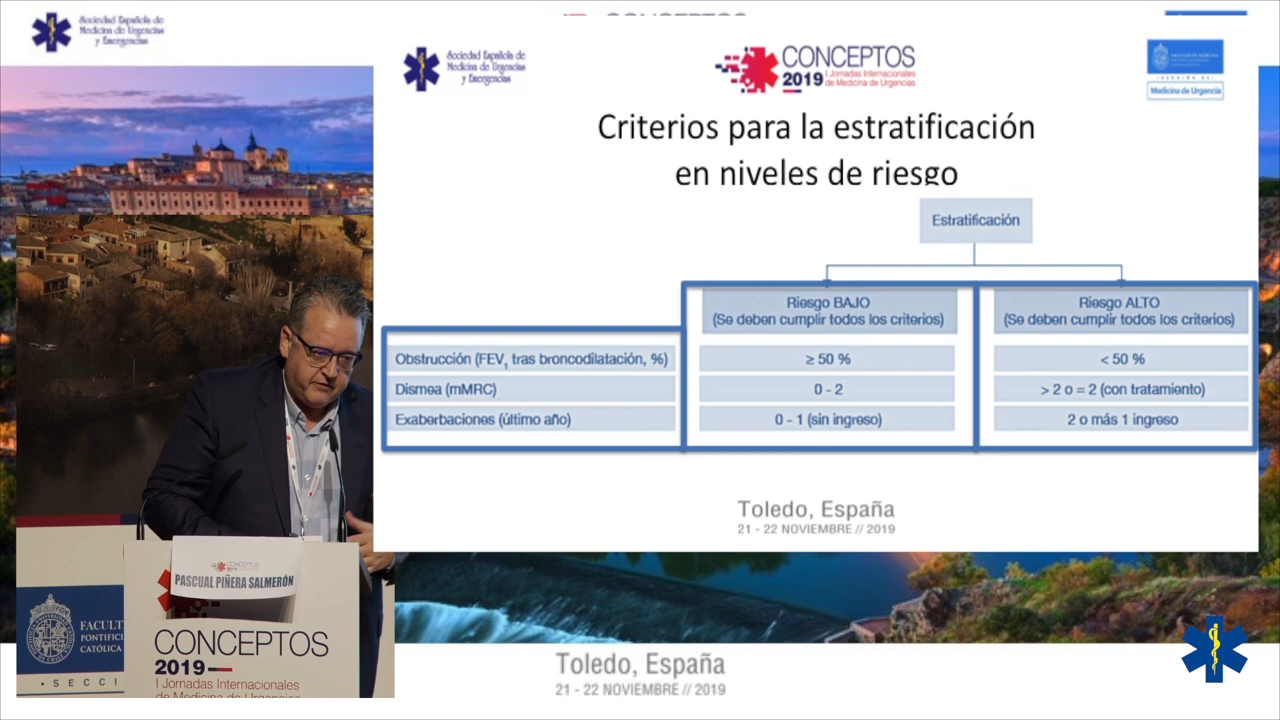 Sociedad Española de
Medicina de Urgencias
y Emergencias
Sociedad Española de
Medicina de Urgencias
y Emergencias
CONCEPTOS
2019
I Jornadas Internacionales
de Medicina de Urgencias
FACULTAD DE MEDICINA
Medicina de Urgencia
Criterios para la estratificación
en niveles de riesgo
Estratificación
Riesgo BAJO
(Se deben cumplir todos los criterios)
Riesgo ALTO
(Se deben cumplir todos los criterios)
Obstrucción (FEV1 tras broncodilatación, %)
≥ 50 %
< 50 %
Dismea (mMRC)
0 - 2
> 2 o = 2 (con tratamiento)
Exaberbaciones (último año)
0 - 1 (sin ingreso)
2 o más 1 ingreso
Toledo, España
21 - 22 NOVIEMBRE // 2019
CONCEPTOS
PASCUAL PIÑERA SALMERÓN
FACULT
PONTIFICI
CATÓLICA
• S E C C I
CONCEPTOS
2019
I Jornadas Internacionales
de Medicina de Urgencias
Toledo, España
21 - 22 NOVIEMBRE // 2019